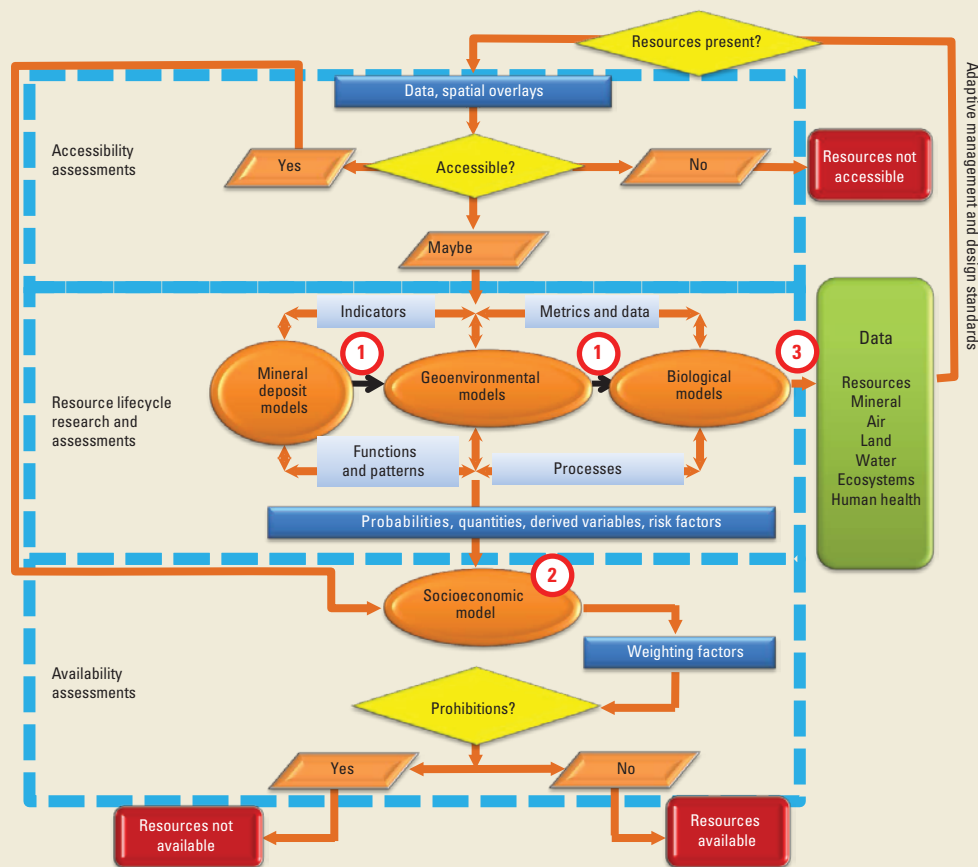 Resources present?
Data, spatial overlays
Accessibility
assessments
Yes
Accessible?
No
Resources not
accessible
Maybe
Adaptive management and design standards
Indicators
Metrics and data
1
1
3
Mineral
deposit
models
Geoenvironmental
models
Biological
models
Resource lifecycle
research and
assessments
Functions
and patterns
Processes
Data
Resources
Mineral
Air
Land
Water
Ecosystems
Human health
Probabilities, quantities, derived variables, risk factors
2
Socioeconomic
model
Weighting factors
Availability
assessments
Prohibitions?
Yes
No
Resources not
available
Resources
available